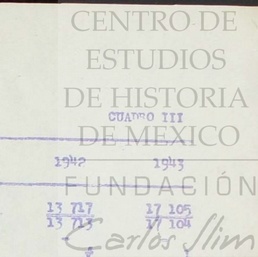 CENTRO DE
ESTUDIOS
DE HISTORIA
CUADRO III
DE MEXICO
1942 1943
FUNDACIÓN
13 717 17 105
13 713 17 104
Carlos Slim